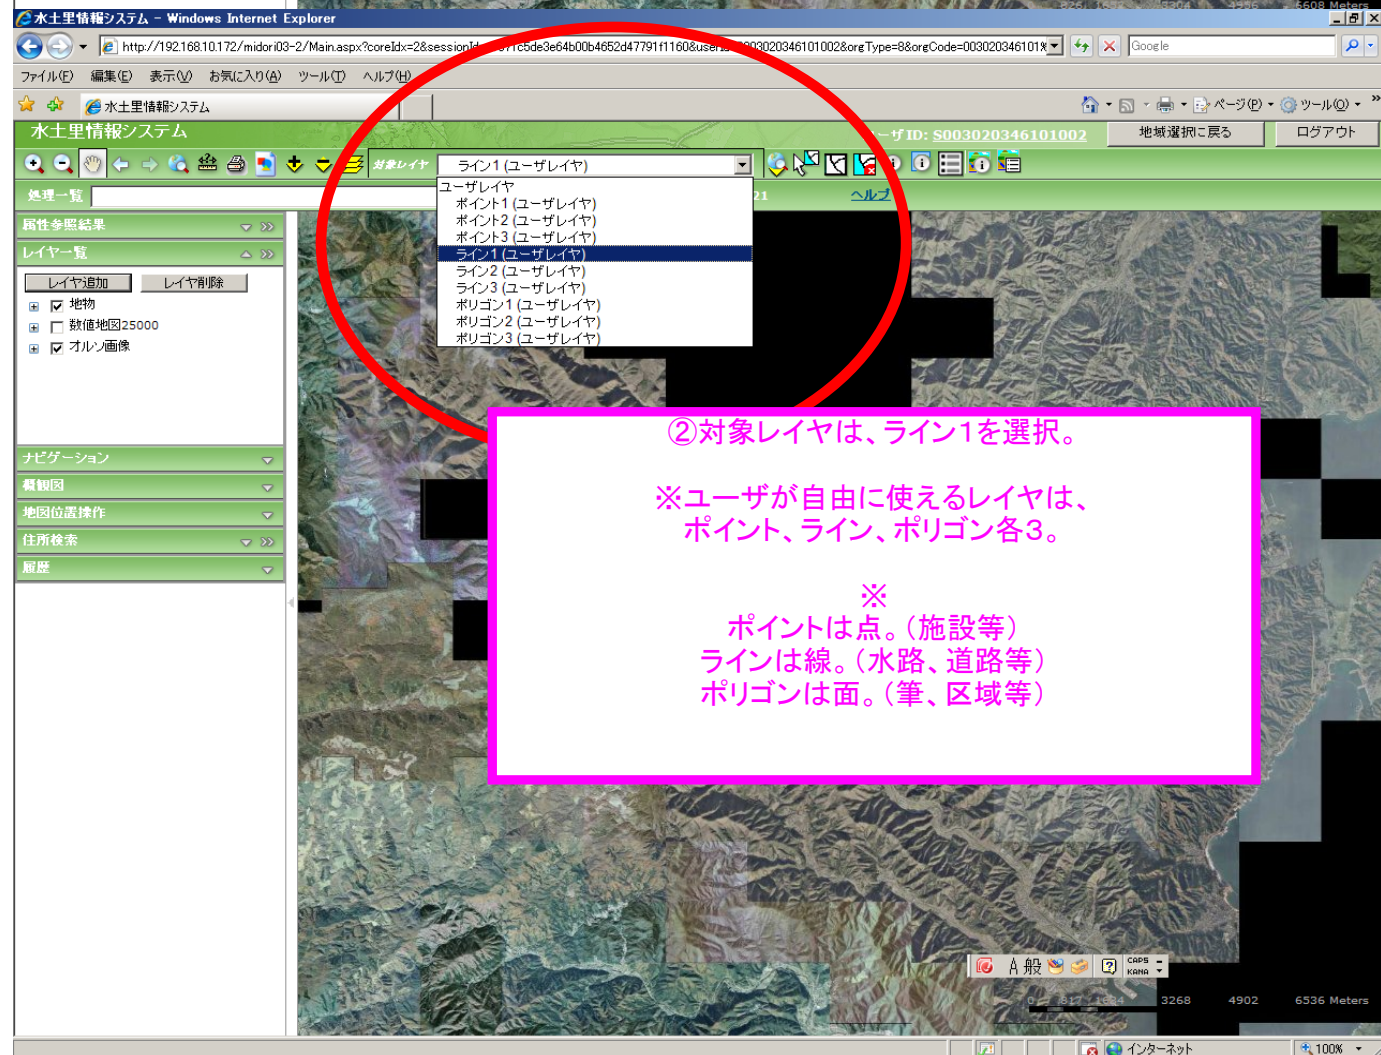 6608 Meters
水土里情報システム - Windows Internet Explorer
Google
ファイル(F) 編集(E) 表示(V) お気に入り(A) ツール(T) ヘルプ(H)
水土里情報システム
ページ(P) ツール(O)
水土里情報システム
ザ ID: S003020346101002
地域選択に戻る ログアウト
対象レイヤ ライン1 (ユーザレイヤ)
処理一覧
21 ヘルプ
ユーザレイヤ
ポイント1 (ユーザレイヤ)
ポイント2 (ユーザレイヤ)
ポイント3 (ユーザレイヤ)
ライン1 (ユーザレイヤ)
ライン2 (ユーザレイヤ)
ライン3 (ユーザレイヤ)
ポリゴン1 (ユーザレイヤ)
ポリゴン2 (ユーザレイヤ)
ポリゴン3 (ユーザレイヤ)
属性参照結果
レイヤ一覧
レイヤ追加 レイヤ削除
地物
数値地図25000
オルソ画像
ナビゲーション
概観図
地図位置操作
住所検索
履歴
②対象レイヤは、ライン1を選択。
※ユーザが自由に使えるレイヤは、
ポイント、ライン、ポリゴン各3。
※
ポイントは点。(施設等)
ラインは線。(水路、道路等)
ポリゴンは面。(筆、区域等)
A 般 CAPS
KANA
0 817 1634 3268 4902 6536 Meters
インターネット 100%